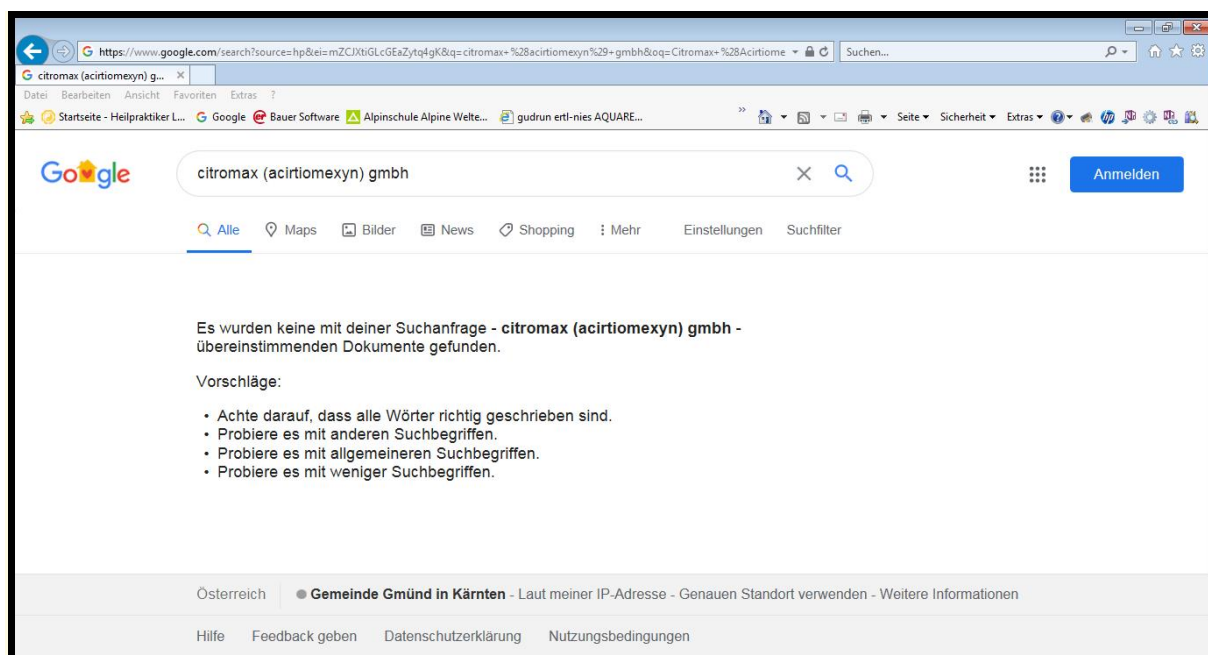 https://www.google.com/search?source=hp&ei=mZCJXtiGLcGEaZytq4gK&q=citromax+%28acirtiomexyn%29+gmbh&oq=Citromax+%28Acirtiome
Suchen...
citromax (acirtiomexyn) g...
Datei Bearbeiten Ansicht Favoriten Extras ?
Startseite - Heilpraktiker L... Google Bauer Software Alpinschule Alpine Welte... gudrun ertl-nies AQUARE... » Seite Sicherheit Extras
Google
citromax (acirtiomexyn) gmbh
Anmelden
Alle Maps Bilder News Shopping Mehr Einstellungen Suchfilter
Es wurden keine mit deiner Suchanfrage - citromax (acirtiomexyn) gmbh -
übereinstimmenden Dokumente gefunden.
Vorschläge:
• Achte darauf, dass alle Wörter richtig geschrieben sind.
• Probiere es mit anderen Suchbegriffen.
• Probiere es mit allgemeineren Suchbegriffen.
• Probiere es mit weniger Suchbegriffen.
Österreich Gemeinde Gmünd in Kärnten - Laut meiner IP-Adresse - Genauen Standort verwenden - Weitere Informationen
Hilfe Feedback geben Datenschutzerklärung Nutzungsbedingungen